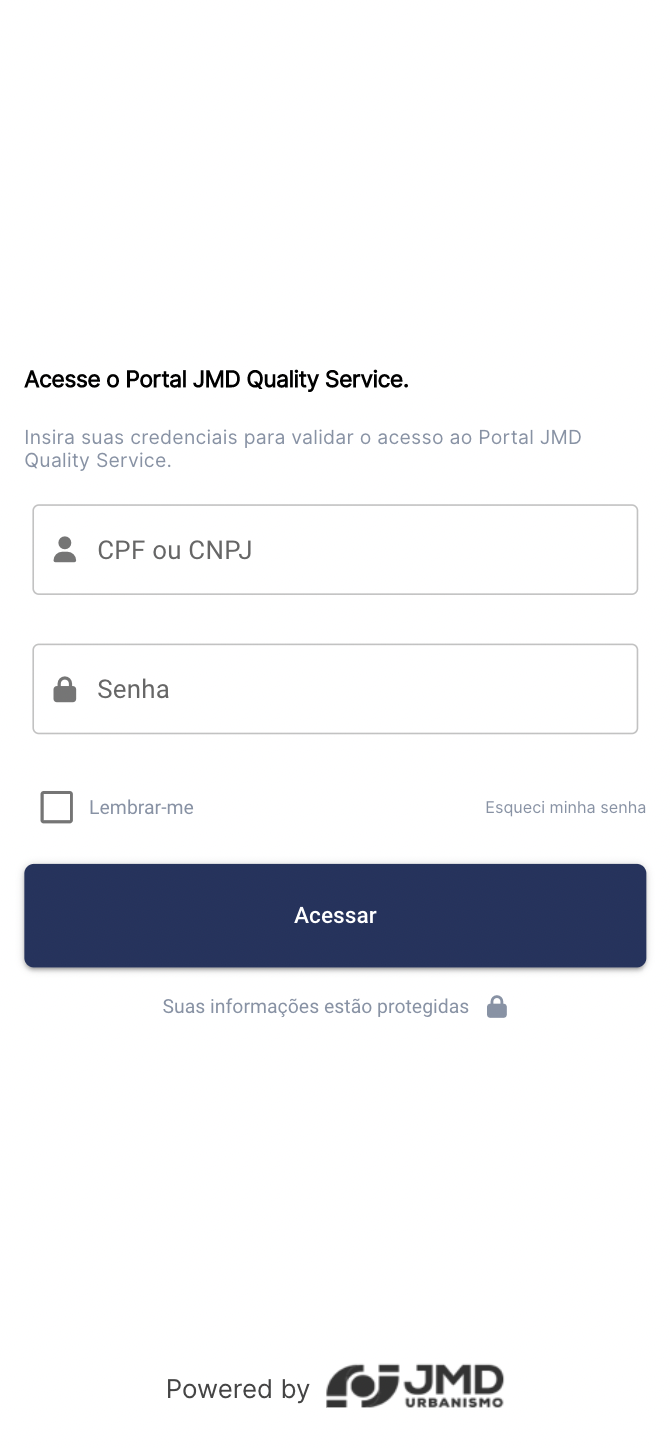 Acesse o Portal JMD Quality Service.
Insira suas credenciais para validar o acesso ao Portal JMD
Quality Service.
CPF ou CNPJ
Senha
Lembrar-me
Esqueci minha senha
Acessar
Suas informações estão protegidas
Powered by
JMD
URBANISMO